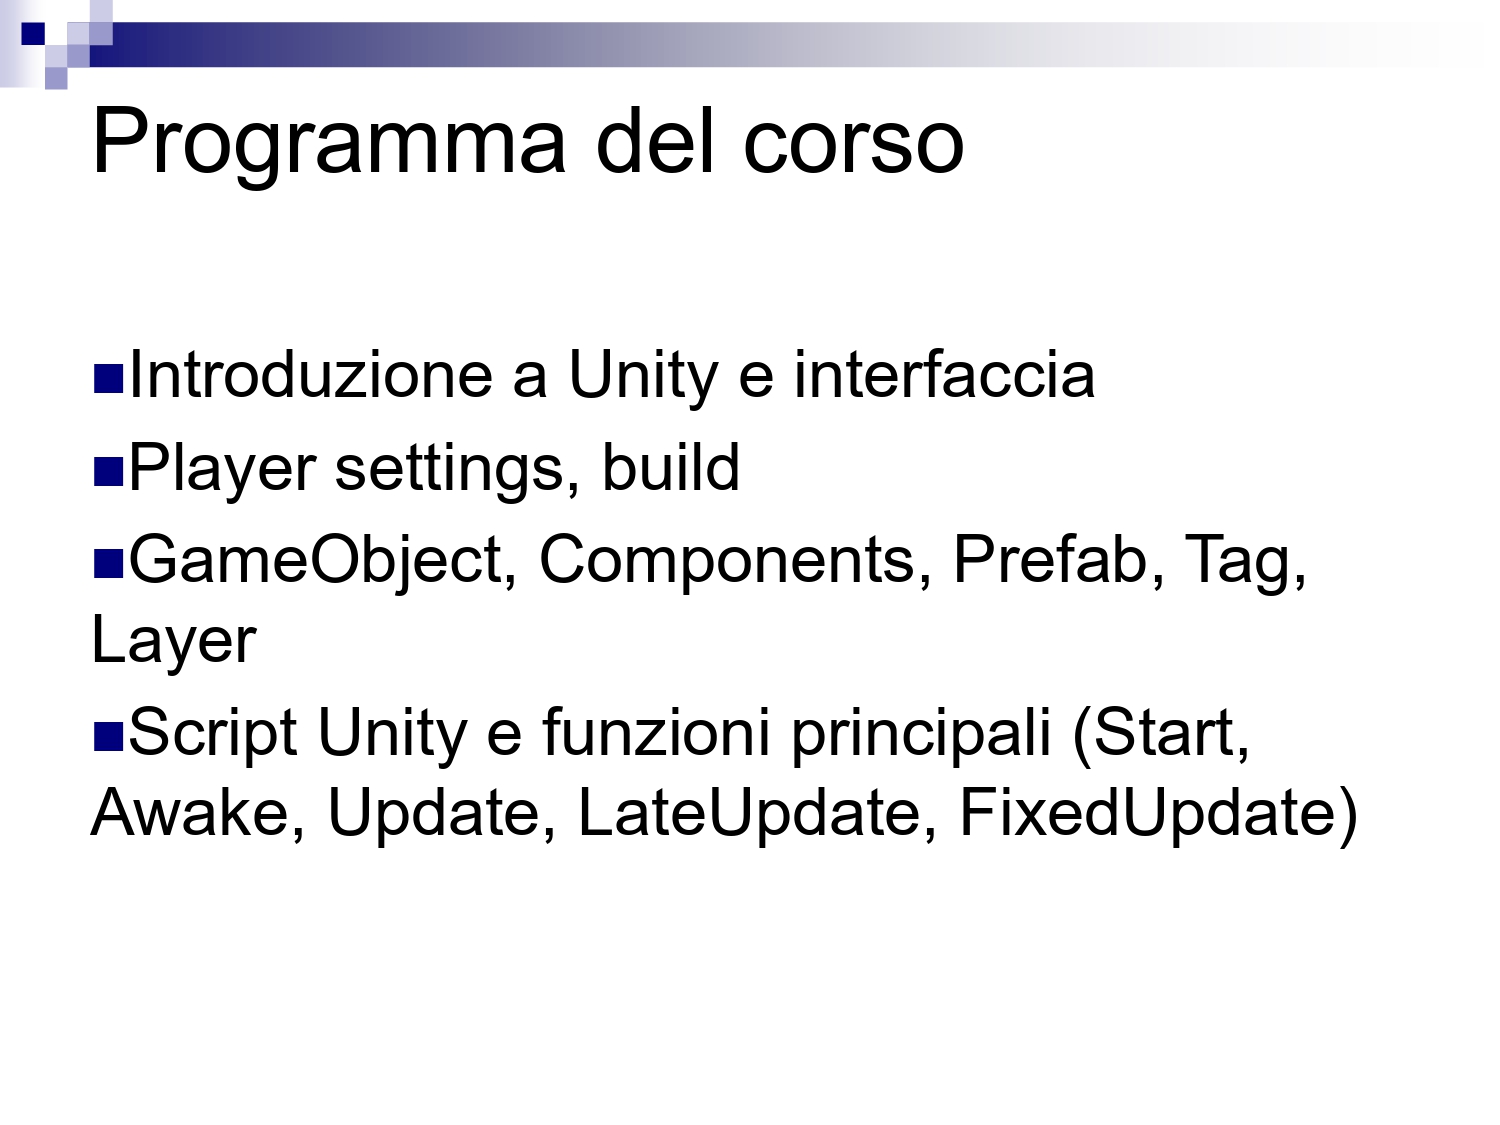 Programma del corso
■Introduzione a Unity e interfaccia
■Player settings, build
■GameObject, Components, Prefab, Tag,
Layer
■Script Unity e funzioni principali (Start,
Awake, Update, LateUpdate, FixedUpdate)